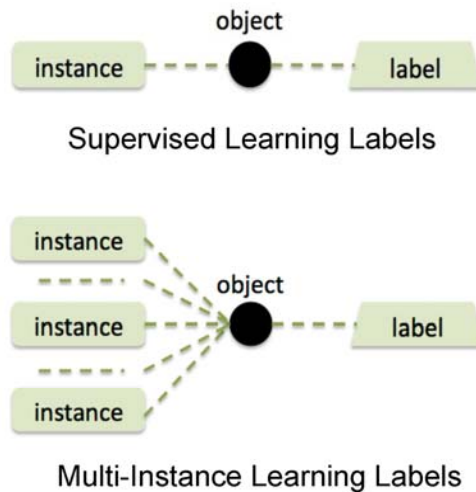 object
instance
label
Supervised Learning Labels
instance
object
instance
label
instance
Multi-Instance Learning Labels